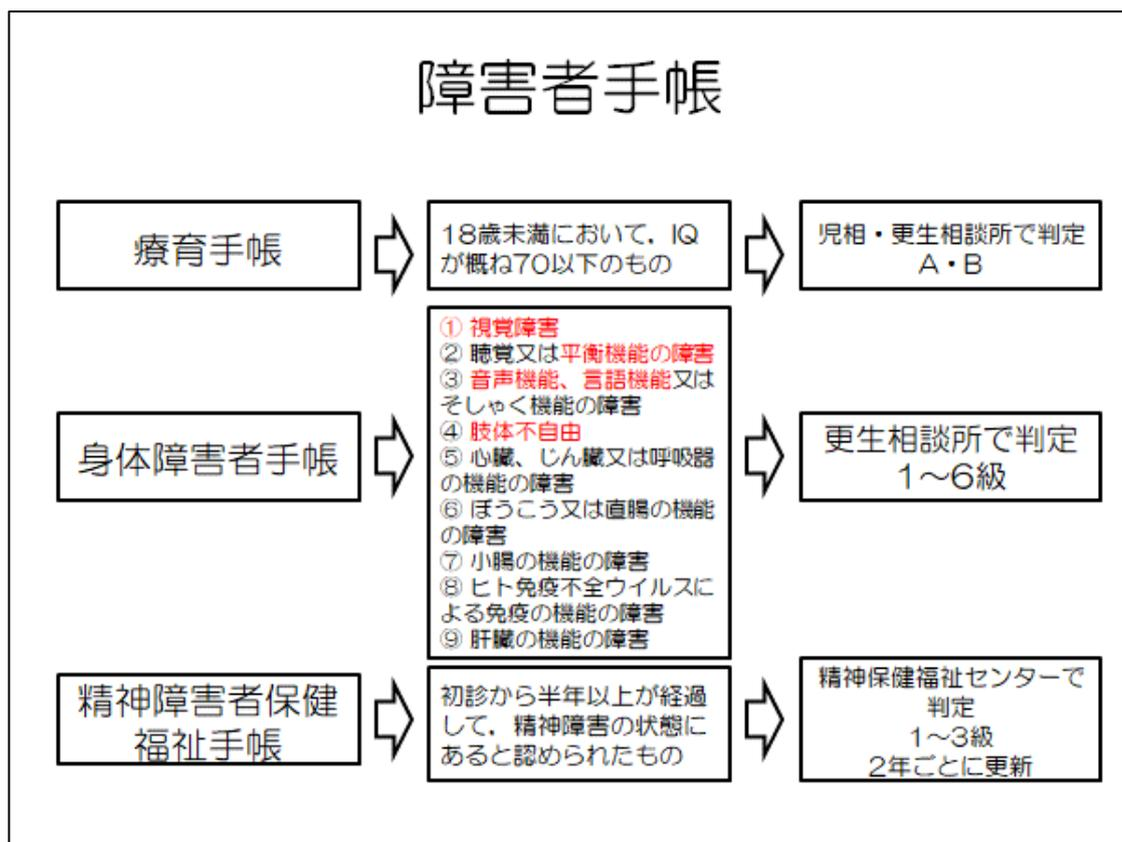 障害者手帳
療育手帳
18歳未満において，IQ
が概ね70以下のもの
児相・更生相談所で判定
A・B
身体障害者手帳
① 視覚障害
② 聴覚又は平衡機能の障害
③ 音声機能、言語機能又は
そしゃく機能の障害
④ 肢体不自由
⑤ 心臓、じん臓又は呼吸器
の機能の障害
⑥ ぼうこう又は直腸の機能
の障害
⑦ 小腸の機能の障害
⑧ ヒト免疫不全ウイルスに
よる免疫の機能の障害
⑨ 肝臓の機能の障害
更生相談所で判定
1～6級
精神障害者保健
福祉手帳
初診から半年以上が経過
して，精神障害の状態に
あると認められたもの
精神保健福祉センターで
判定
1～3級
2年ごとに更新